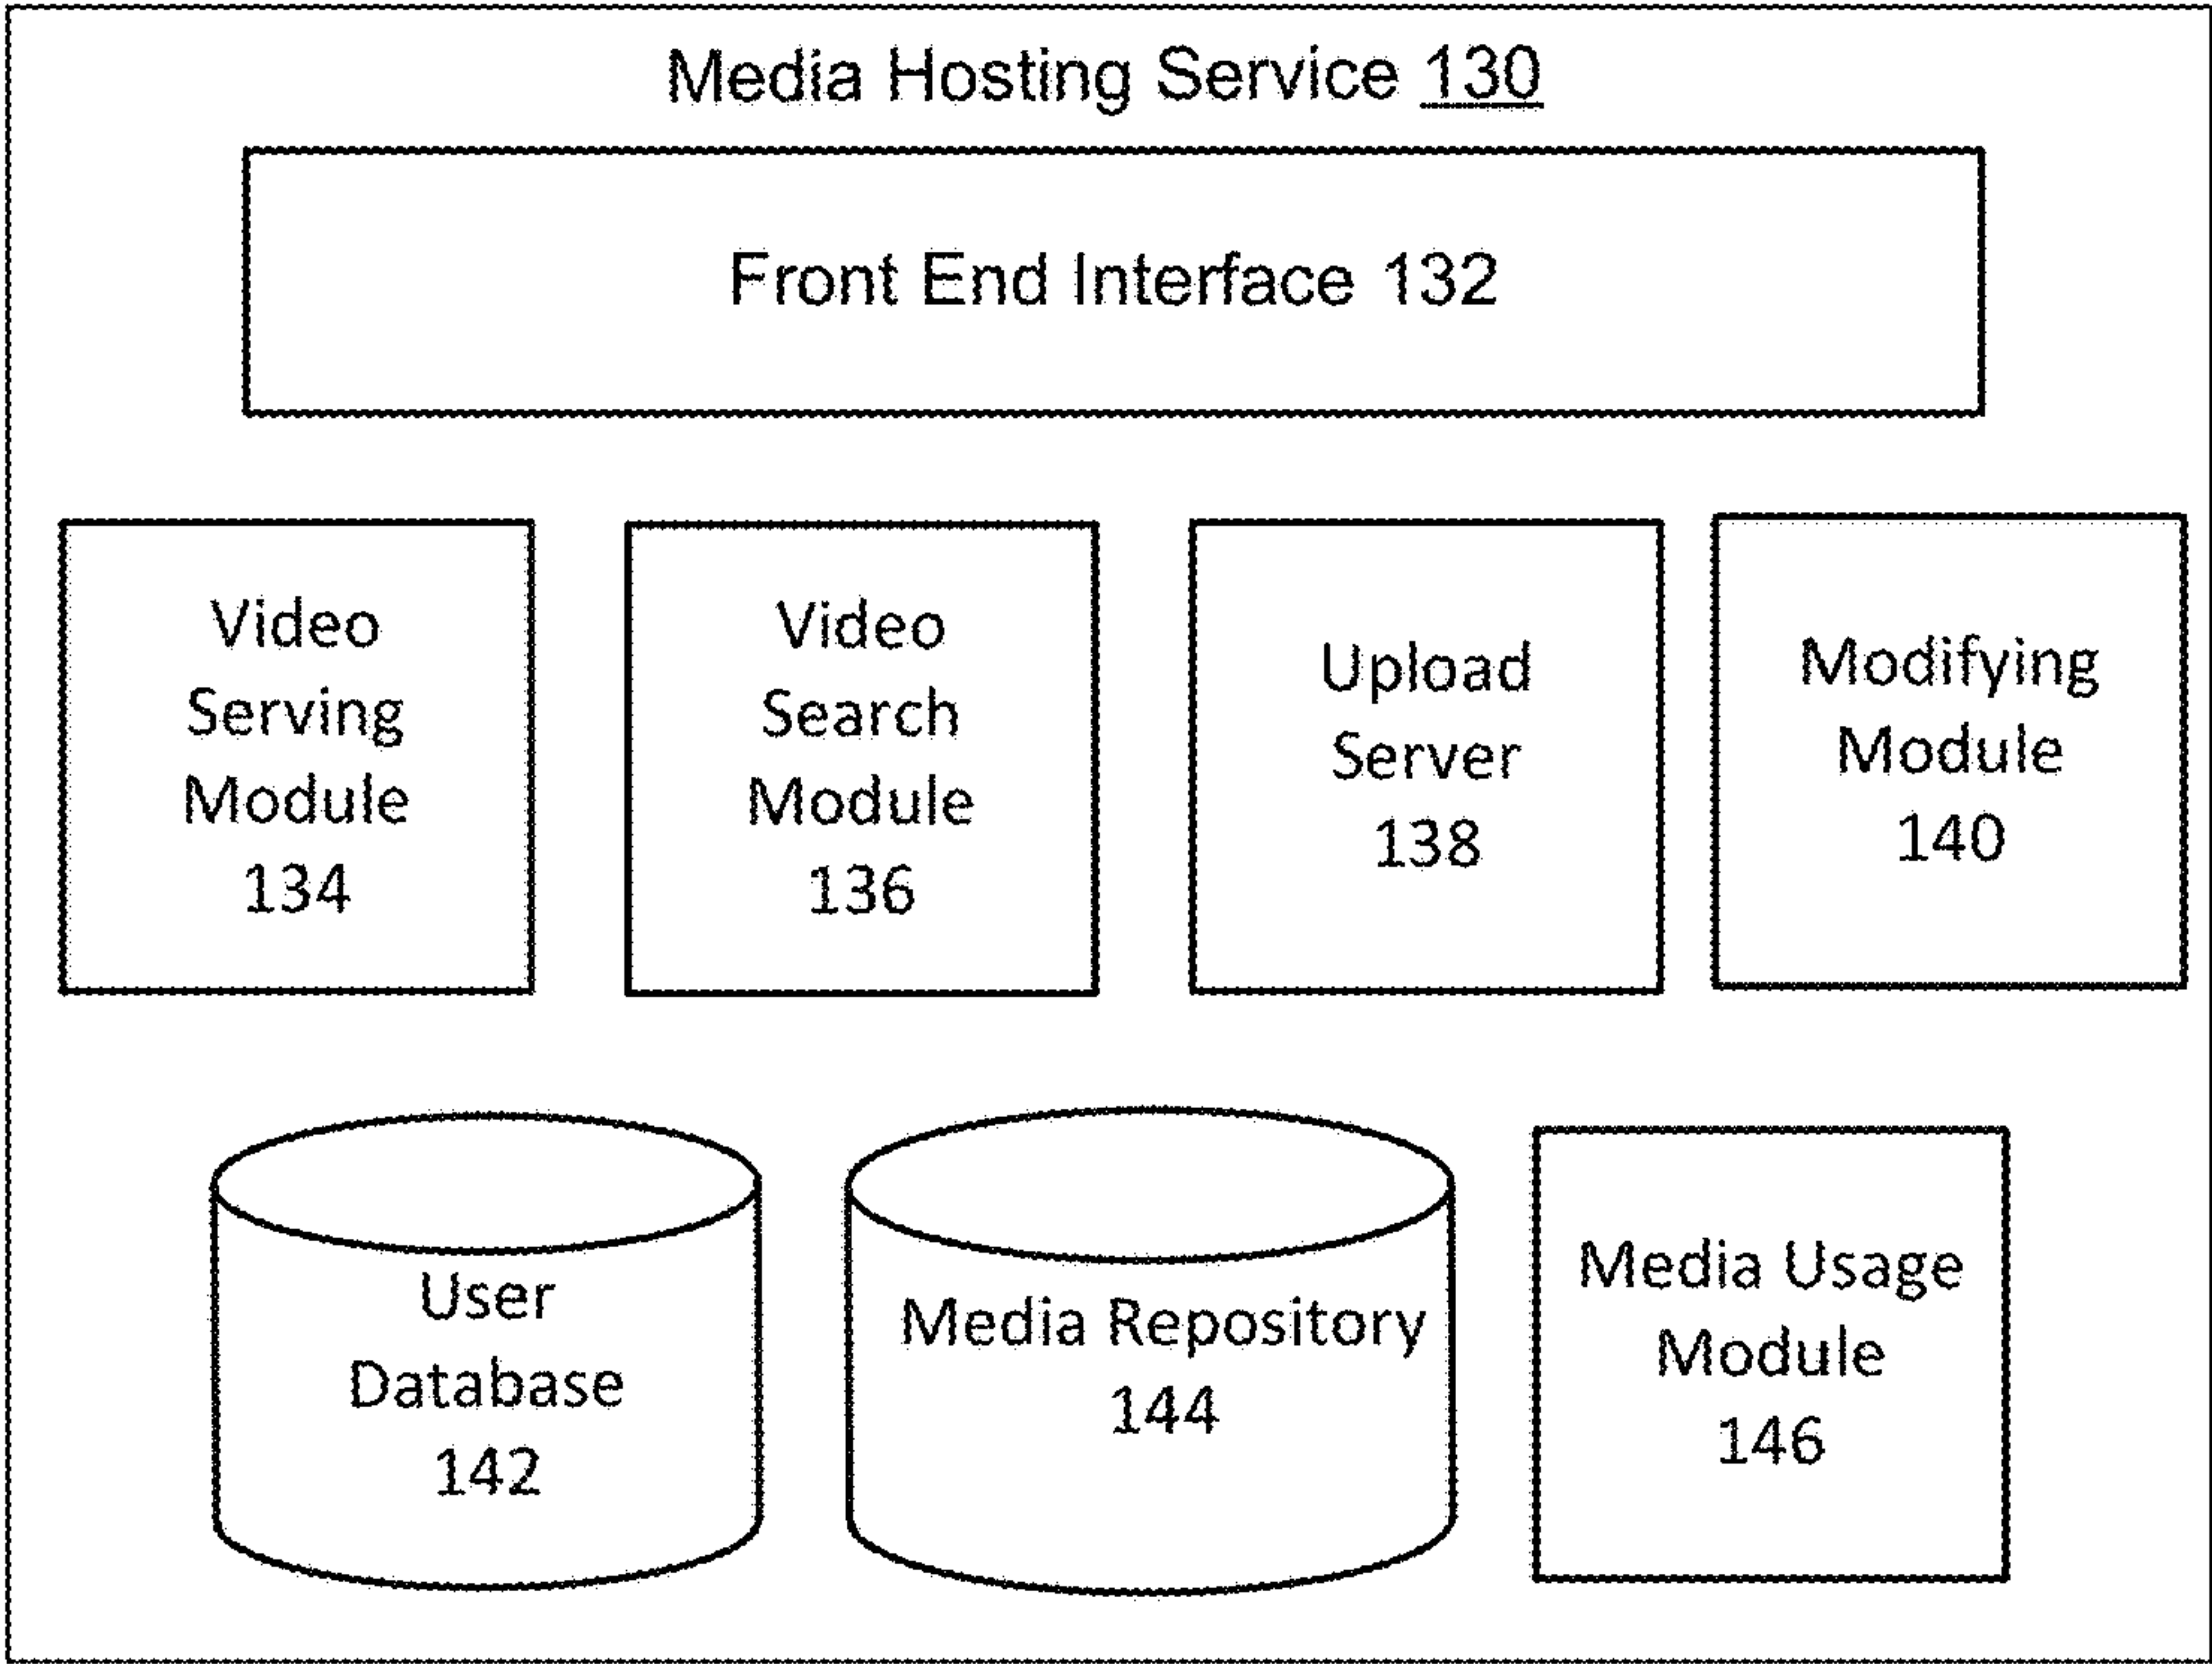 Media Hosting Service 130
Front End Interface 132
Video
Serving
Module
134
Video
Search
Module
136
Upload
Server
138
Modifying
Module
140
User
Database
142
Media Repository
144
Media Usage
Module
146